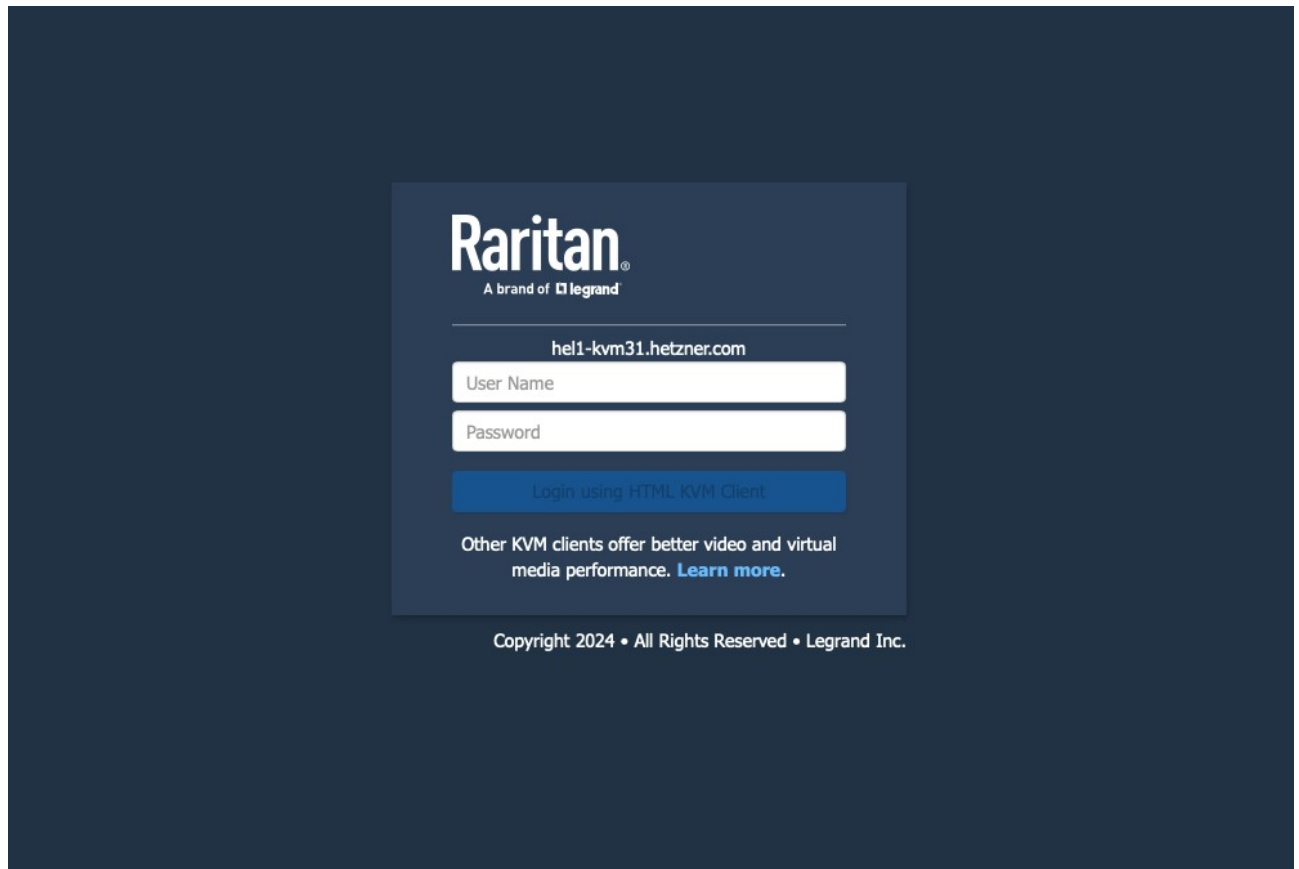 Raritan®
A brand of legrand
hel1-kvm31.hetzner.com
User Name
Password
Login using HTML KVM Client
Other KVM clients offer better video and virtual
media performance. Learn more.
Copyright 2024 • All Rights Reserved • Legrand Inc.